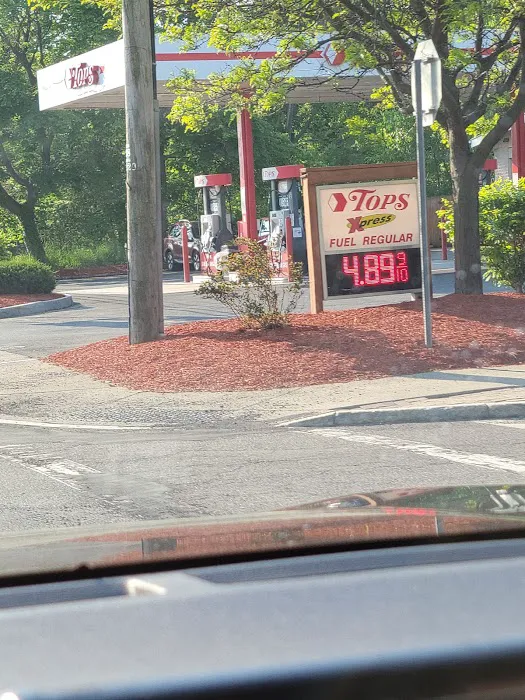 Tops
Tops
Xpress
FUEL REGULAR
4.89 9/10